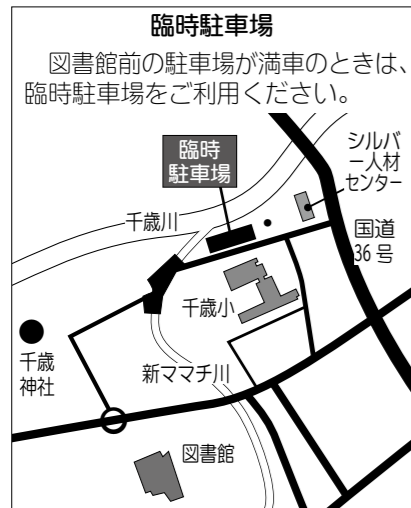 臨時駐車場
図書館前の駐車場が満車のときは、
臨時駐車場をご利用ください。
臨時
駐車場
シルバ
ー人材
センター
千歳川
国道
36号
千歳小
千歳
神社
新ママチ川
図書館